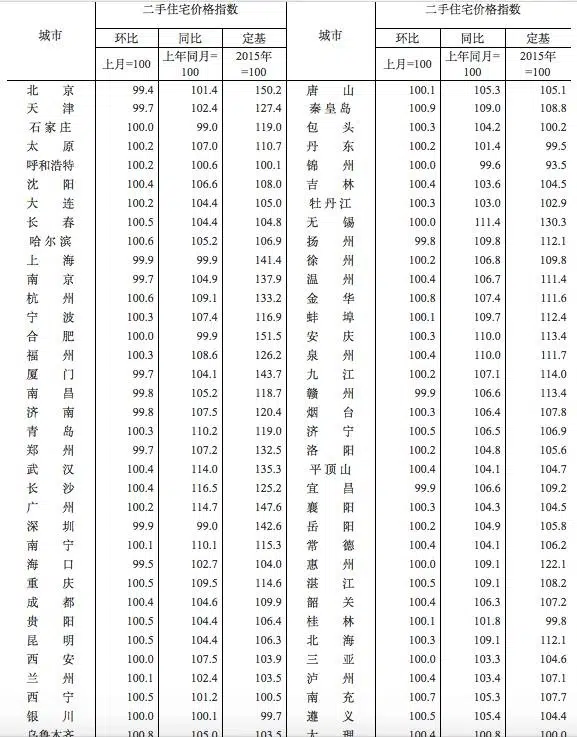 城市 二手住宅价格指数 城市 二手住宅价格指数
环比 同比 定基 环比 同比 定基
上月=100 上年同月=100 2015年=100 上月=100 上年同月=100 2015年=100
北京 99.4 101.4 150.2 唐山 100.1 105.3 105.1
天津 99.7 102.4 127.4 秦皇岛 100.9 109.0 108.8
石家庄 100.0 99.0 119.0 包头 100.3 104.2 100.2
太原 100.2 107.0 110.7 丹东 100.2 101.4 99.5
呼和浩特 100.2 100.6 100.1 锦州 100.0 99.6 93.5
沈阳 100.4 106.6 108.0 吉林 100.4 103.6 104.5
大连 100.2 104.4 105.0 牡丹江 100.3 103.0 102.9
长春 100.5 104.4 104.8 无锡 100.0 111.4 130.3
哈尔滨 100.6 105.2 106.9 扬州 99.8 109.8 112.1
上海 99.9 99.9 141.4 徐州 100.2 106.8 109.8
南京 99.7 104.9 137.9 温州 100.4 106.7 111.4
杭州 100.6 109.1 133.2 金华 100.8 107.4 111.6
宁波 100.3 107.4 116.9 蚌埠 100.1 109.7 112.4
合肥 100.0 99.9 151.5 安庆 100.3 110.0 113.4
福州 100.3 108.6 126.2 泉州 100.4 110.0 111.7
厦门 99.7 104.1 143.7 九江 100.2 107.1 114.0
南昌 99.8 105.2 118.7 赣州 99.9 106.6 113.4
济南 99.8 107.5 120.4 烟台 100.3 106.4 107.8
青岛 100.3 110.2 119.0 济宁 100.5 106.5 106.9
郑州 99.7 107.2 132.5 洛阳 100.2 104.8 105.6
武汉 100.4 114.0 135.3 平顶山 100.4 104.1 104.7
长沙 100.4 116.5 125.2 宜昌 99.9 106.6 109.2
广州 100.2 114.7 147.6 襄阳 100.3 104.3 104.5
深圳 99.9 99.0 142.6 岳阳 100.2 104.9 105.8
南宁 100.1 110.1 115.3 常德 100.4 104.1 106.2
海口 99.5 102.7 104.0 惠州 100.0 109.1 122.1
重庆 100.5 109.5 114.6 湛江 100.5 109.1 108.2
成都 100.4 104.6 109.9 韶关 100.4 106.3 107.2
贵阳 100.5 104.4 106.4 桂林 100.1 101.8 99.8
昆明 100.5 104.4 106.3 北海 100.3 109.1 112.1
西安 100.0 107.5 103.9 三亚 100.0 103.3 104.6
兰州 100.1 102.4 103.5 泸州 100.4 103.4 107.1
西宁 100.5 101.2 100.5 南充 100.7 105.3 107.7
银川 100.0 100.1 99.7 遵义 100.5 105.4 104.4
乌鲁木齐 100.8 105.0 103.5 大理 100.4 100.8 100.0